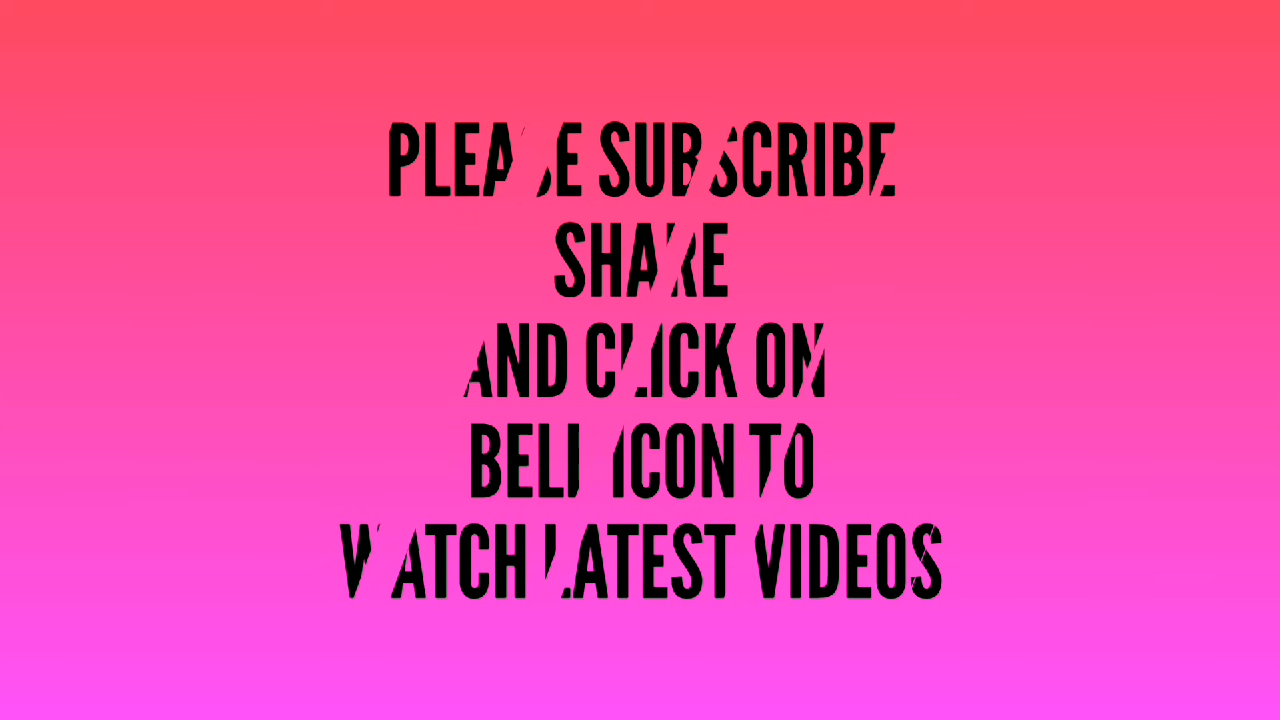 PLEASE SUBSCRIBE
SHARE
AND CLICK ON
BELL ICON TO
WATCH LATEST VIDEOS